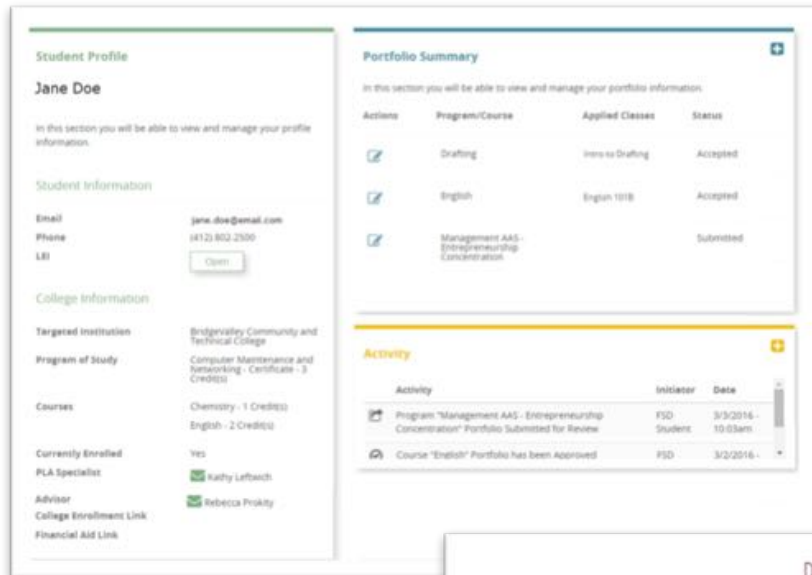 Student Profile
Jane Doe
In this section you will be able to view and manage your profile
information.
Student Information
Email jane.doe@email.com
Phone (412) 802-2500
LEI Open
College Information
Targeted Institution BridgeValley Community and
Technical College
Program of Study Computer Maintenance and
Networking - Certificate - 3
Credit(s)
Courses Chemistry - 1 Credit(s)
English - 2 Credit(s)
Currently Enrolled Yes
PLA Specialist Kathy Leftwich
Advisor Rebecca Prokity
College Enrollment Link
Financial Aid Link
Portfolio Summary
In this section you will be able to view and manage your portfolio information.
Actions Program/Course Applied Classes Status
Drafting Intro to Drafting Accepted
English English 101B Accepted
Management AAS - Submitted
Entrepreneurship
Concentration
Activity
Activity Initiator Date
Program "Management AAS - Entrepreneurship FSD 3/3/2016 -
Concentration" Portfolio Submitted for Review Student 10:03am
Course "English" Portfolio has been Approved FSD 3/2/2016 -